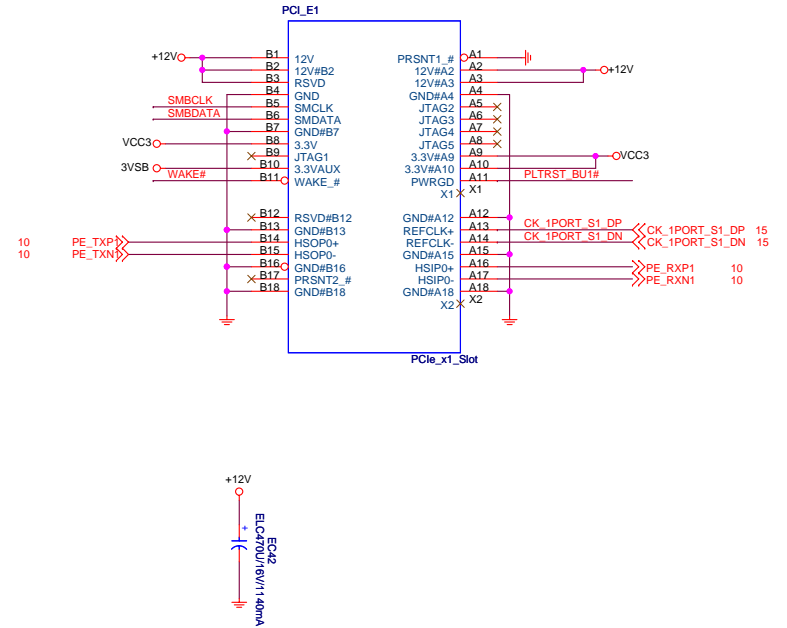 PCI_E1
+12V B1 12V PRSNT1_# A1
B2 12V#B2 12V#A2 A2 +12V
B3 RSVD 12V#A3 A3
B4 GND GND#A4 A4
SMBCLK B5 SMCLK JTAG2 A5
SMBDATA B6 SMDATA JTAG3 A6
B7 GND#B7 JTAG4 A7
VCC3 B8 3.3V JTAG5 A8
B9 JTAG1 3.3V#A9 A9 VCC3
3VSB B10 3.3VAUX 3.3V#A10 A10
WAKE# B11 WAKE_# PWRGD A11 PLTRST_BU1#
X1 X1
B12 RSVD#B12 GND#A12 A12
B13 GND#B13 REFCLK+ A13 CK_1PORT_S1_DP CK_1PORT_S1_DP 15
10 PE_TXP1 B14 HSOP0+ REFCLK- A14 CK_1PORT_S1_DN CK_1PORT_S1_DN 15
10 PE_TXN1 B15 HSOP0- GND#A15 A15
B16 GND#B16 HSIP0+ A16 PE_RXP1 10
B17 PRSNT2_# HSIP0- A17 PE_RXN1 10
B18 GND#B18 GND#A18 A18
X2 X2
PCIe_x1_Slot
+12V
+
EC42
ELC470U/16V/1140mA